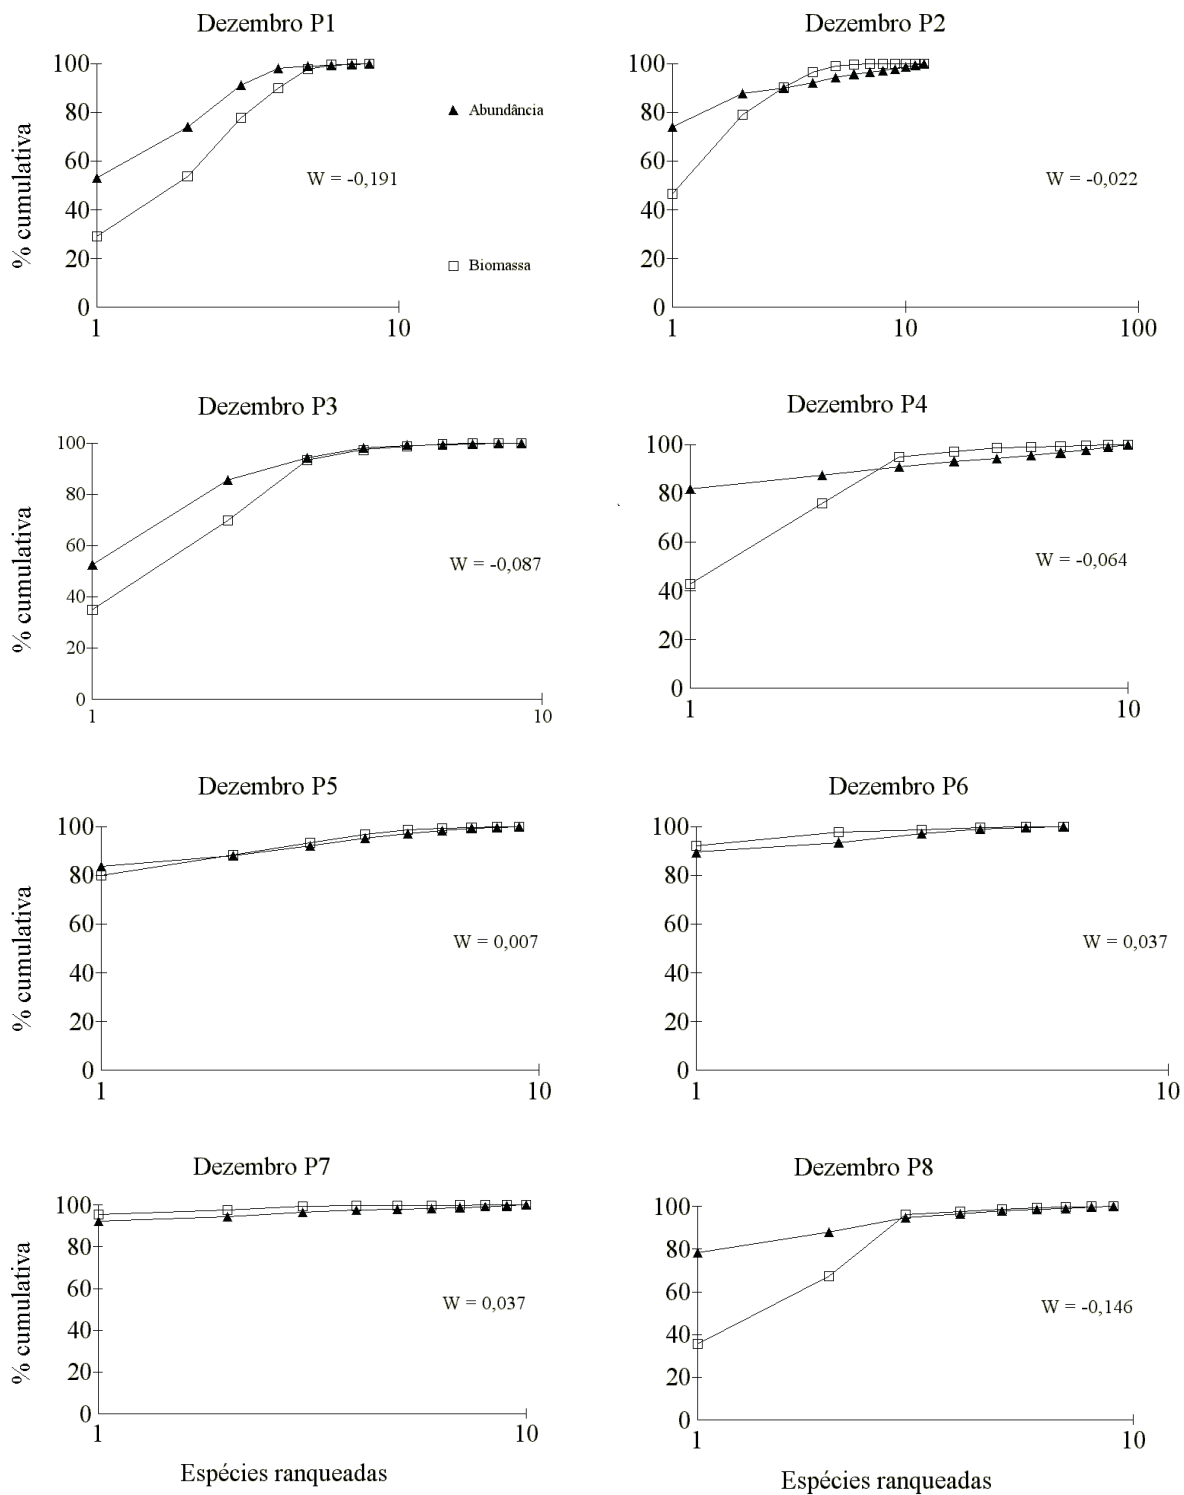 Dezembro P1
% cumulativa
100
80
60
40
20
0
1
10
▲ Abundância
W = -0,191
□ Biomassa
Dezembro P2
100
80
60
40
20
0
1
10
100
W = -0,022
Dezembro P3
% cumulativa
100
80
60
40
20
0
1
10
W = -0,087
Dezembro P4
100
80
60
40
20
0
1
10
W = -0,064
Dezembro P5
% cumulativa
100
80
60
40
20
0
1
10
W = 0,007
Dezembro P6
100
80
60
40
20
0
1
10
W = 0,037
Dezembro P7
% cumulativa
100
80
60
40
20
0
1
10
W = 0,037
Espécies ranqueadas
Dezembro P8
100
80
60
40
20
0
1
10
W = -0,146
Espécies ranqueadas